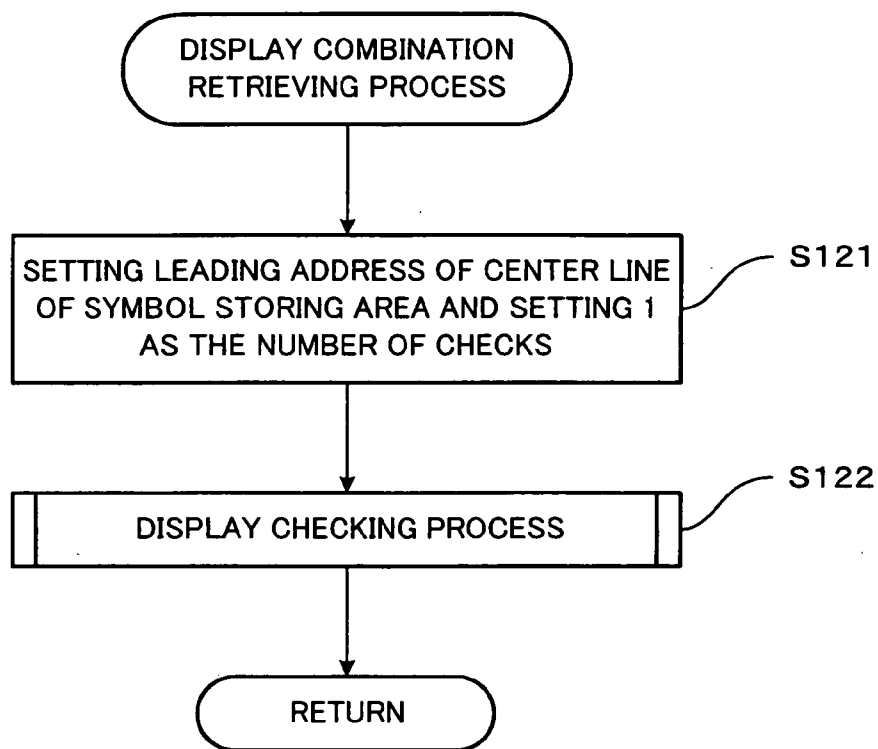 DISPLAY COMBINATION
RETRIEVING PROCESS
SETTING LEADING ADDRESS OF CENTER LINE
OF SYMBOL STORING AREA AND SETTING 1
AS THE NUMBER OF CHECKS
S121
DISPLAY CHECKING PROCESS
S122
RETURN